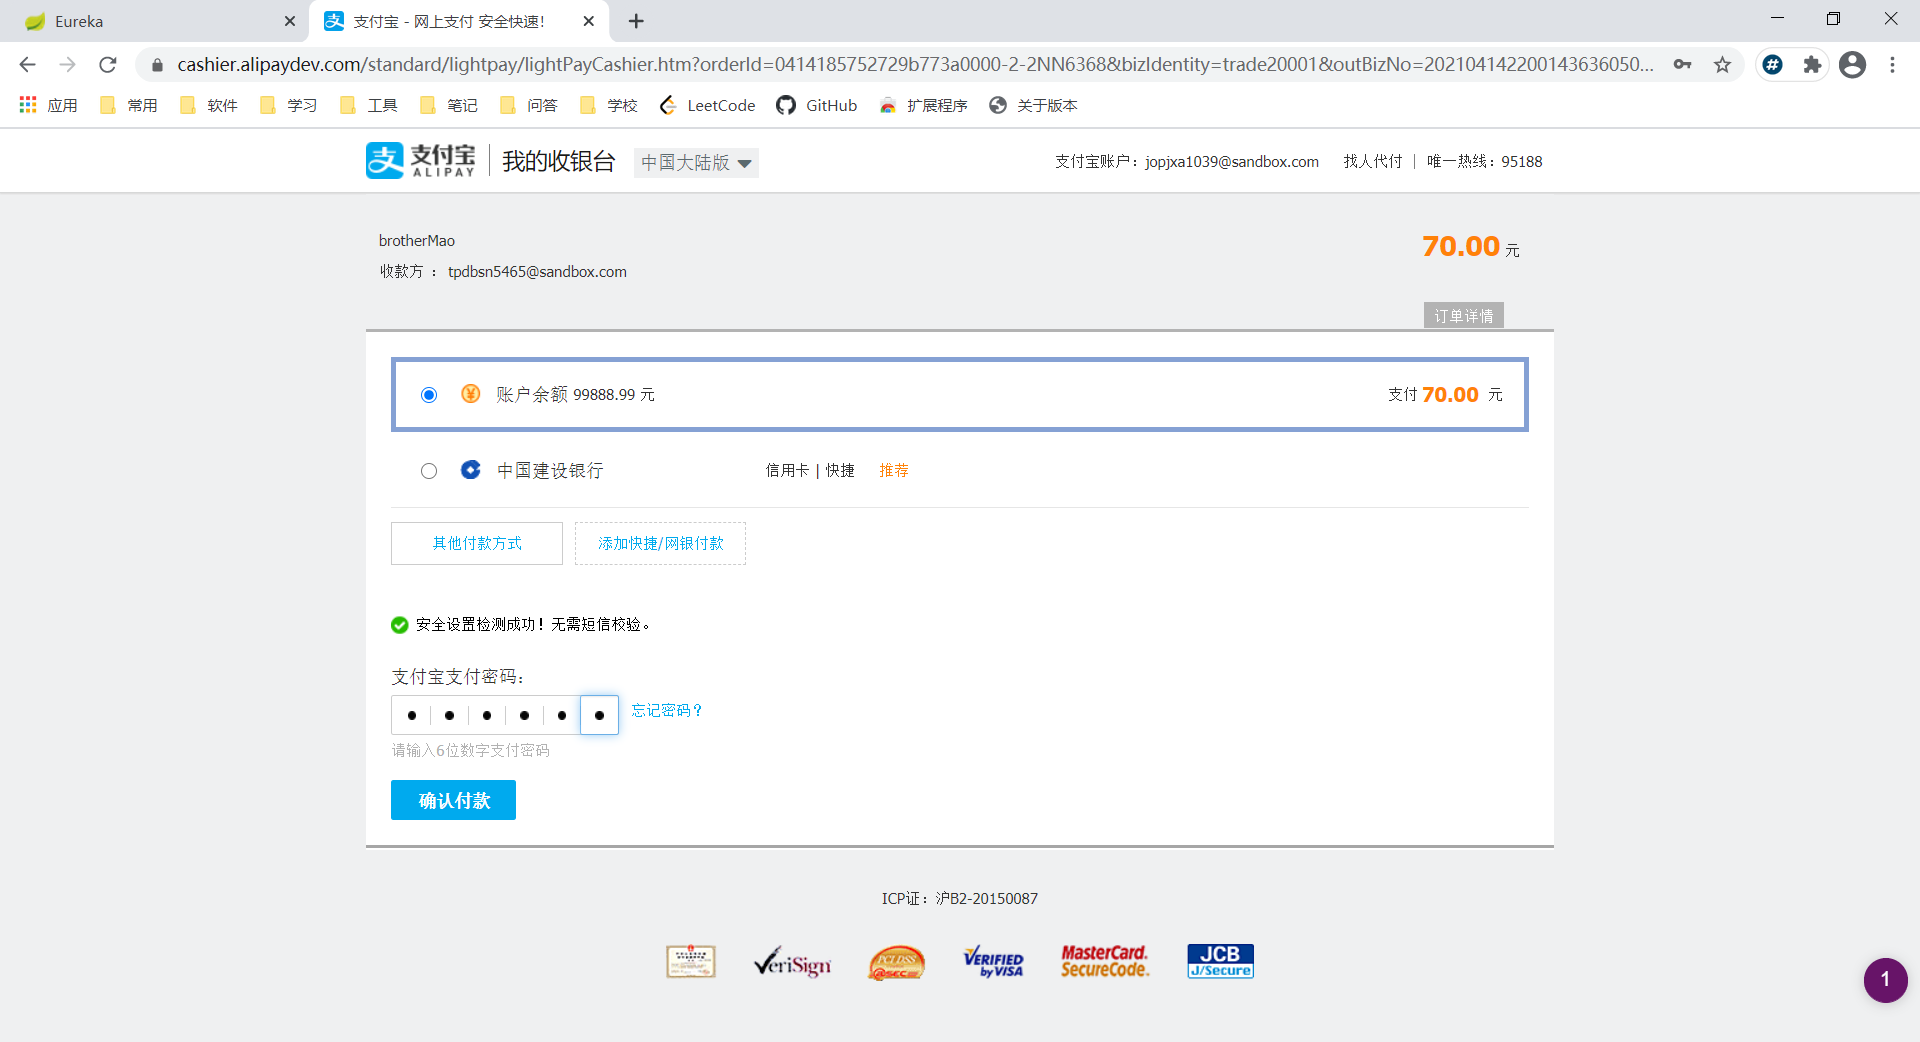 Eureka
支付宝 - 网上支付 安全快速！
cashier.alipaydev.com/standard/lightpay/lightPayCashier.htm?orderId=0414185752729b773a0000-2-2NN6368&bizIdentity=trade20001&outBizNo=202104142200143636050...
应用 常用 软件 学习 工具 笔记 问答 学校 LeetCode GitHub 扩展程序 关于版本
支付宝 ALIPAY 我的收银台 中国大陆版 支付宝账户：jopjxa1039@sandbox.com 找人代付 唯一热线：95188
brotherMao
70.00 元
收款方 ： tpdbsn5465@sandbox.com
订单详情
账户余额 99888.99 元 支付 70.00 元
中国建设银行 信用卡 | 快捷 推荐
其他付款方式 添加快捷/网银付款
安全设置检测成功！无需短信校验。
支付宝支付密码：
忘记密码？
请输入6位数字支付密码
确认付款
ICP证：沪B2-20150087
VeriSign PCI.DSS @SEC VERIFIED by VISA MasterCard. SecureCode. JCB J/Secure
1